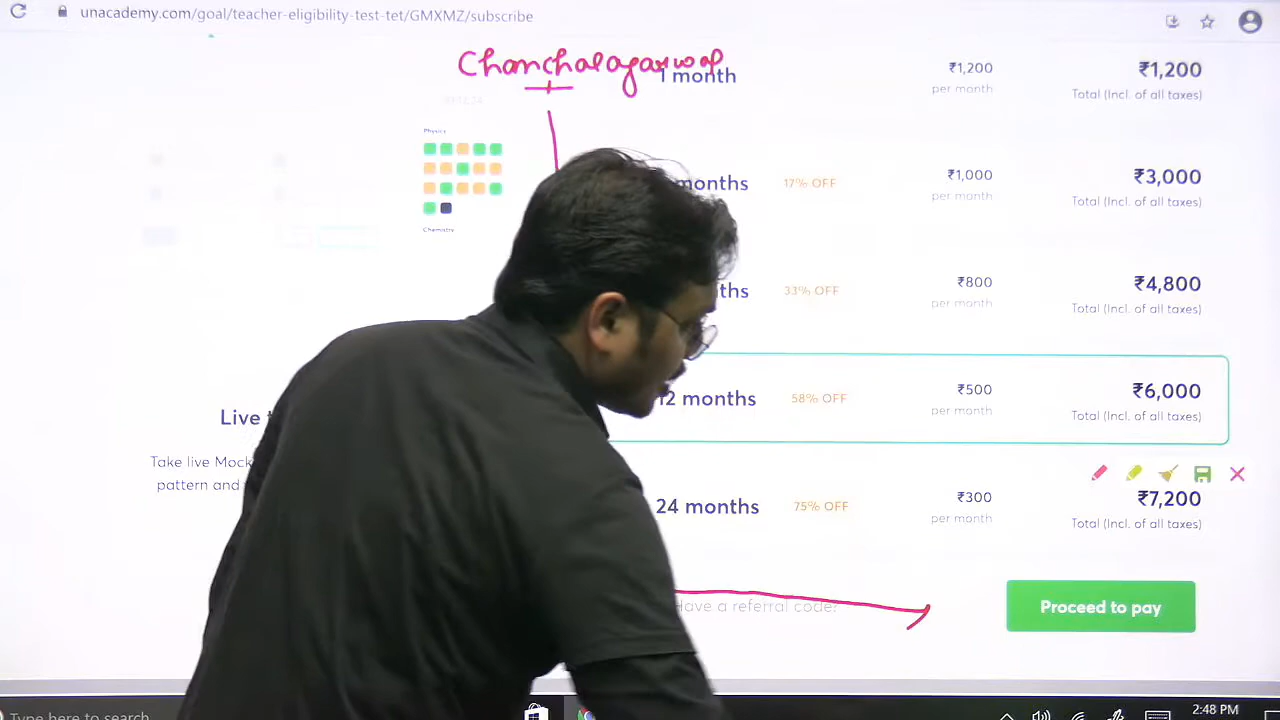 unacademy.com/goal/teacher-eligibility-test-tet/GMXMZ/subscribe
Chanchalagarwal
1 month ₹1,200 ₹1,200
per month Total (Incl. of all taxes)
Physics
months 17% OFF ₹1,000 ₹3,000
per month Total (Incl. of all taxes)
Chemistry
33% OFF ₹800 ₹4,800
per month Total (Incl. of all taxes)
12 months 58% OFF ₹500 ₹6,000
per month Total (Incl. of all taxes)
Live
Take live Mock
pattern and
24 months 75% OFF ₹300 ₹7,200
per month Total (Incl. of all taxes)
Have a referral code? Proceed to pay
Type here to search 2:48 PM